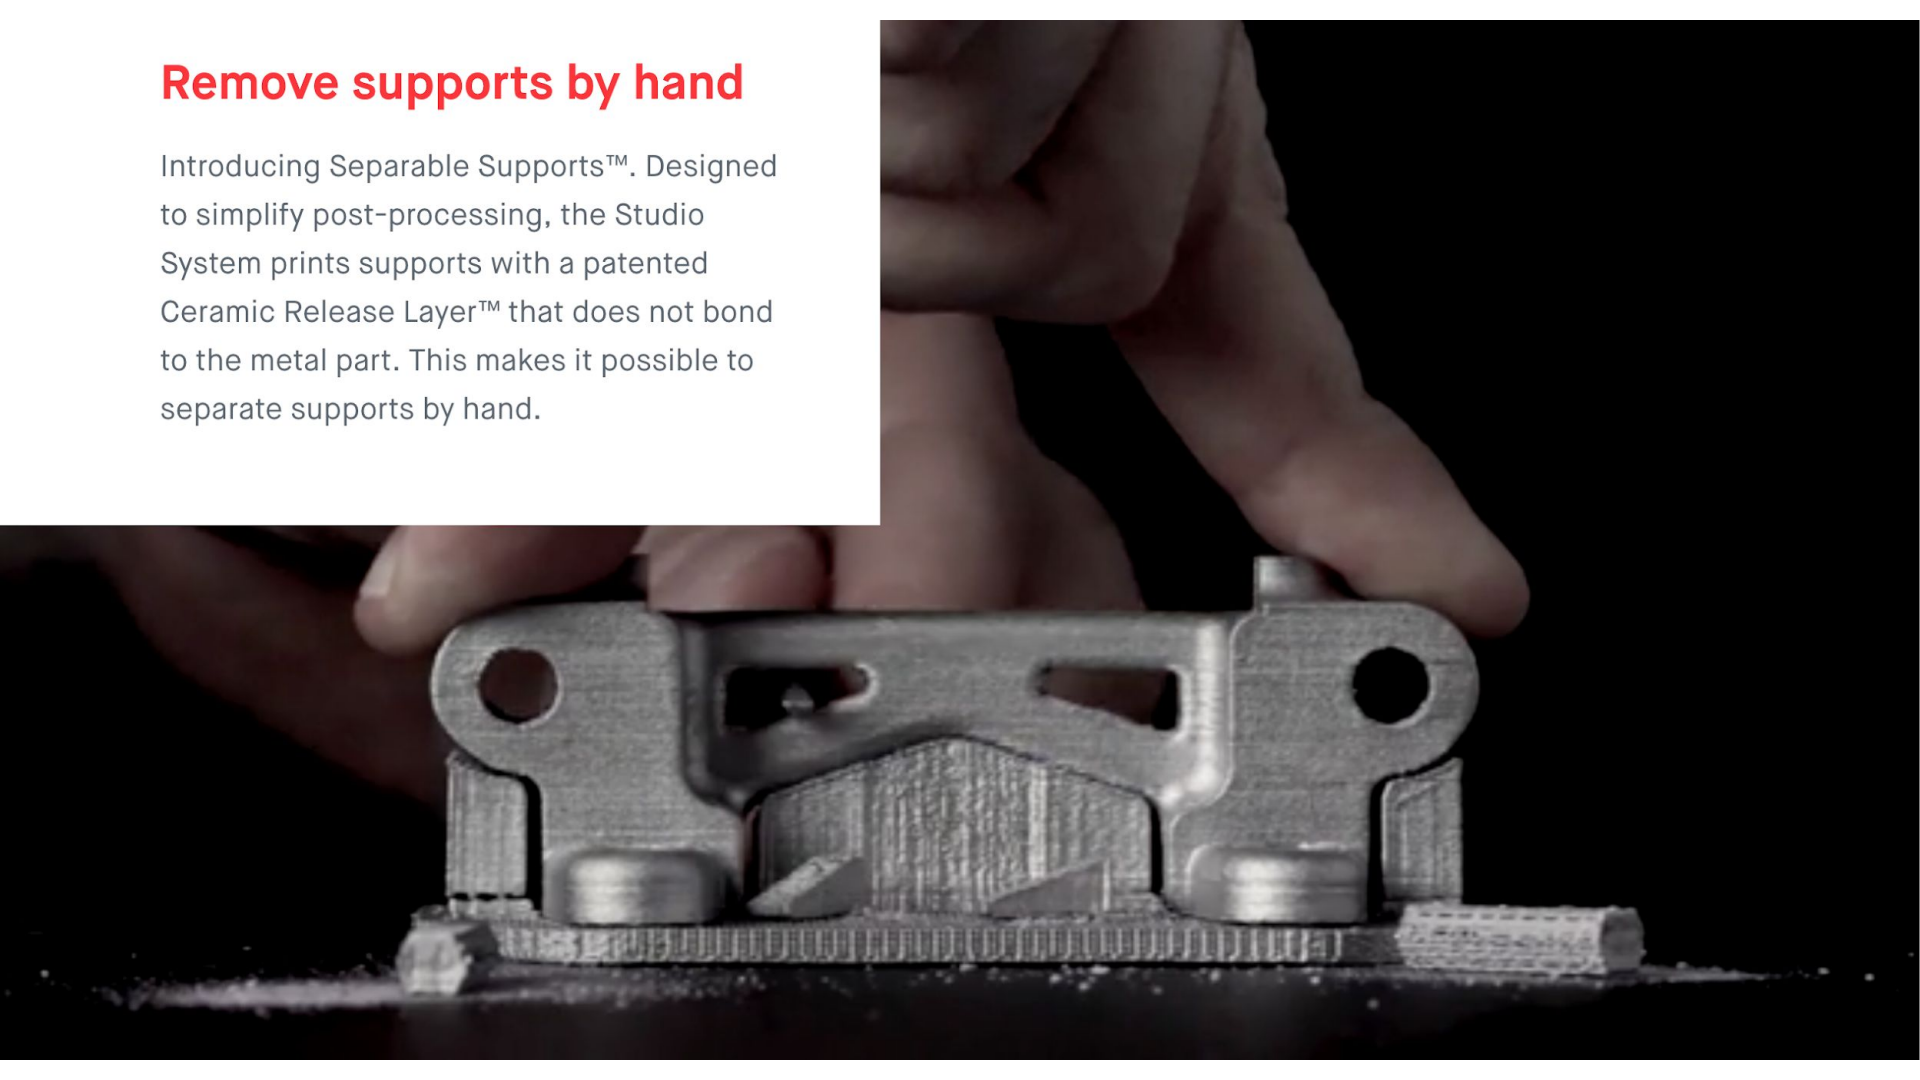 Remove supports by hand
Introducing Separable Supports™. Designed
to simplify post-processing, the Studio
System prints supports with a patented
Ceramic Release Layer™ that does not bond
to the metal part. This makes it possible to
separate supports by hand.